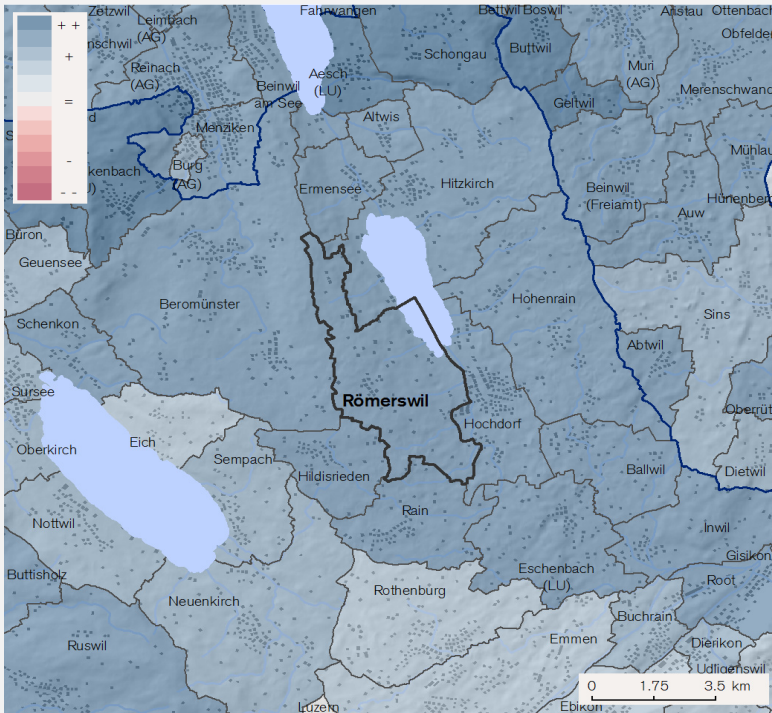 Zetzwil
Fahrwangen
Bettwil
Boswil
Aristau
Ottenbach
+ +
Leimbach
(AG)
Schongau
Buttwil
Obfelden
+
Reinach
(AG)
Beinwil
am See
Aesch
(LU)
Muri
(AG)
Merenschwand
=
Menziken
Altwis
Geltwil
Mühlau
-
Burg
(AG)
Ermensee
Hitzkirch
Beinwil
(Freiamt)
Auw
Hünenberg
- -
Büron
Geuensee
Beromünster
Hohenrain
Sins
Schenkon
Abtwil
Sursee
Römerswil
Oberrüt
Eich
Hochdorf
Oberkirch
Sempach
Hildisrieden
Ballwil
Dietwil
Nottwil
Rain
Inwil
Gisikon
Buttisholz
Eschenbach
(LU)
Root
Neuenkirch
Rothenburg
Buchrain
Ruswil
Emmen
Dierikon
Udligenswil
0 1.75 3.5 km
Luzern
Ebikon